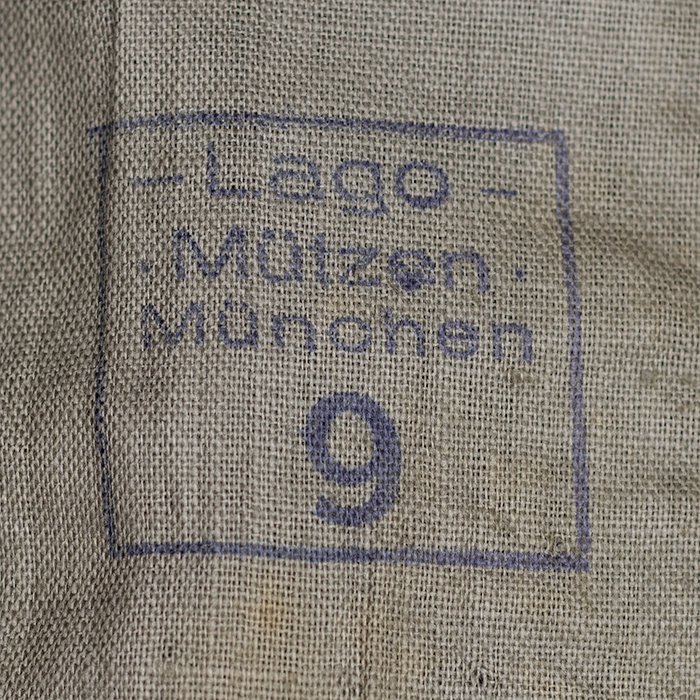 - Lago -
· Mützen ·
München
9